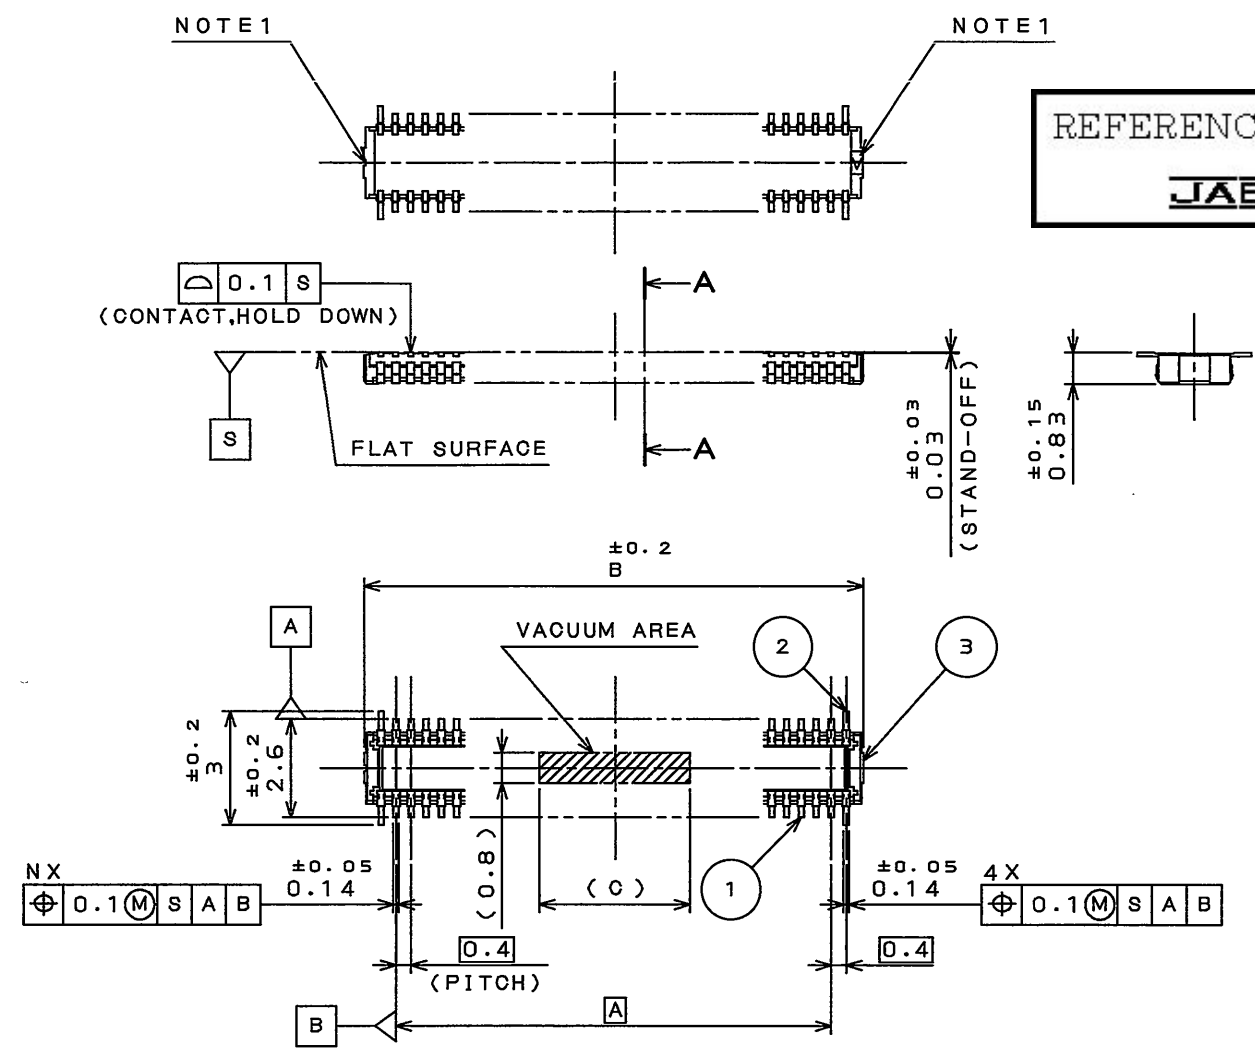 NOTE1
NOTE1
REFERENC
JAE
⌓ 0.1 S
(CONTACT,HOLD DOWN)
A
A
S
FLAT SURFACE
±0.03
0.03
(STAND-OFF)
±0.15
0.83
±0.2
B
A
VACUUM AREA
2
3
±0.2
3
±0.2
2.6
(0.8)
(C)
1
NX
⌖ 0.1Ⓜ S A B
±0.05
0.14
±0.05
0.14
4X
⌖ 0.1Ⓜ S A B
0.4
(PITCH)
0.4
B
A